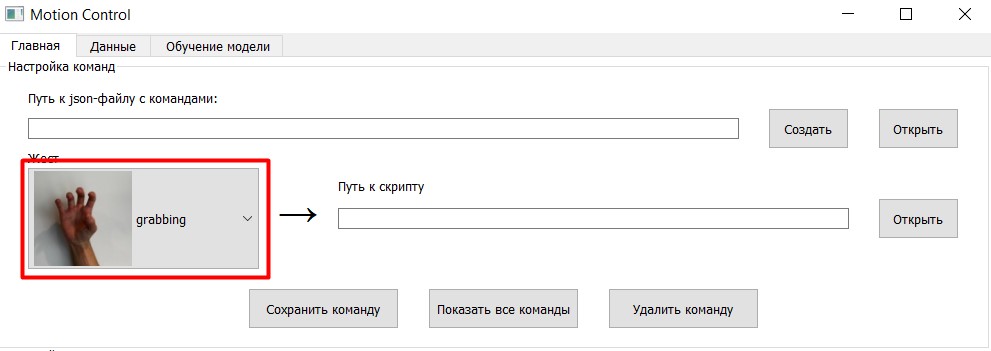 Motion Control
Главная Данные Обучение модели
Настройка команд
Путь к json-файлу с командами:
Создать Открыть
Жест
Путь к скрипту
grabbing
Открыть
Сохранить команду Показать все команды Удалить команду